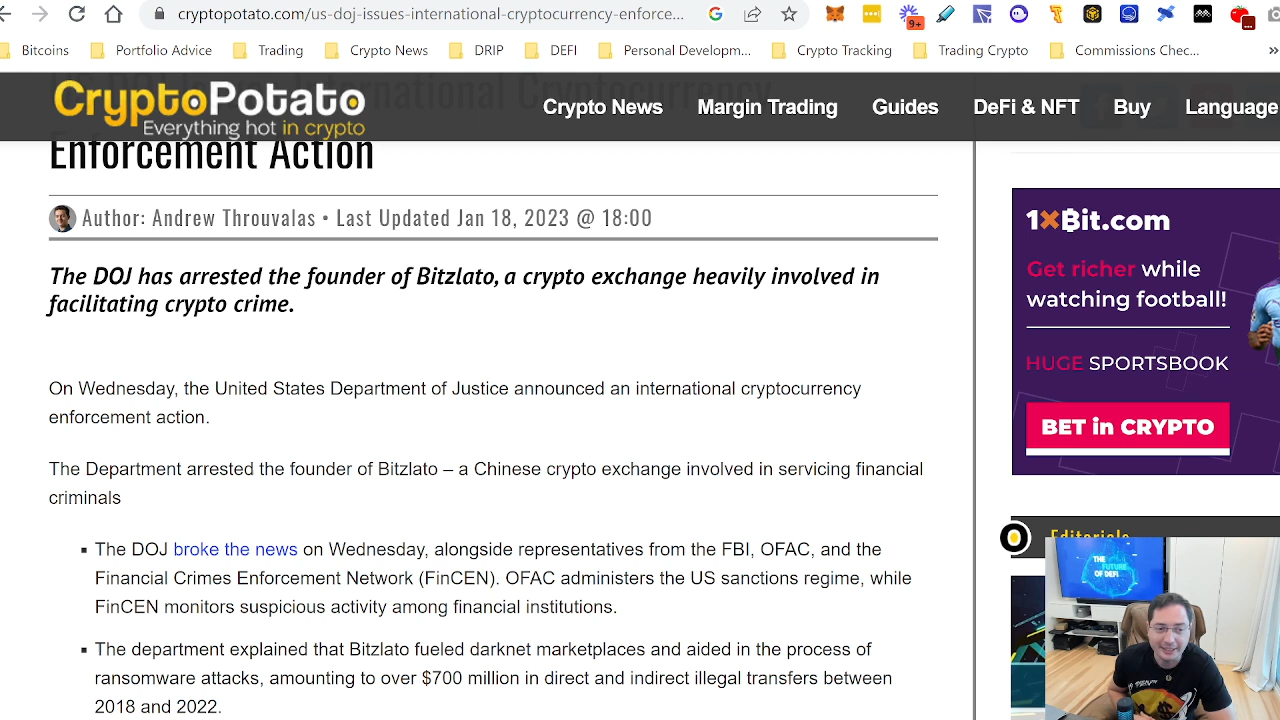 cryptopotato.com/us-doj-issues-international-cryptocurrency-enforce...
9+
Bitcoins
Portfolio Advice
Trading
Crypto News
DRIP
DEFI
Personal Developm...
Crypto Tracking
Trading Crypto
Commissions Chec...
»
CryptoPotato
Everything hot in crypto
Crypto News
Margin Trading
Guides
DeFi & NFT
Buy
Language
International Cryptocurrency
Enforcement Action
Author: Andrew Throuvalas • Last Updated Jan 18, 2023 @ 18:00
The DOJ has arrested the founder of Bitzlato, a crypto exchange heavily involved in
facilitating crypto crime.
On Wednesday, the United States Department of Justice announced an international cryptocurrency
enforcement action.
The Department arrested the founder of Bitzlato – a Chinese crypto exchange involved in servicing financial
criminals
▪ The DOJ broke the news on Wednesday, alongside representatives from the FBI, OFAC, and the
Financial Crimes Enforcement Network (FinCEN). OFAC administers the US sanctions regime, while
FinCEN monitors suspicious activity among financial institutions.
▪ The department explained that Bitzlato fueled darknet marketplaces and aided in the process of
ransomware attacks, amounting to over $700 million in direct and indirect illegal transfers between
2018 and 2022.
1XBit.com
Get richer while
watching football!
HUGE SPORTSBOOK
BET in CRYPTO
Editorials
THE
FUTURE
OF DEFI